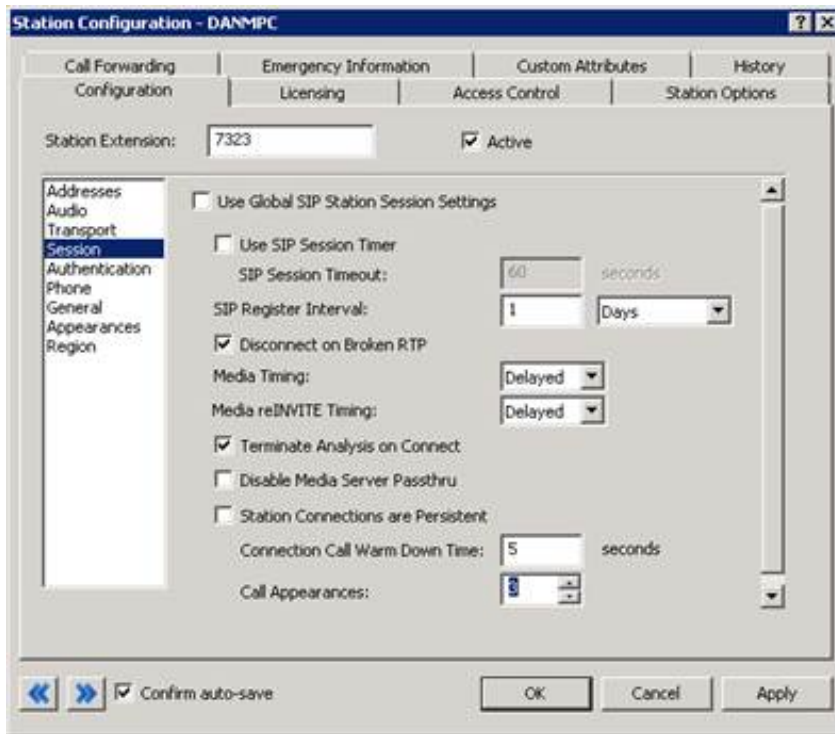 Station Configuration - DANMPC
Call Forwarding Emergency Information Custom Attributes History
Configuration Licensing Access Control Station Options
Station Extension: 7323 Active
Addresses
Audio
Transport
Session
Authentication
Phone
General
Appearances
Region
Use Global SIP Station Session Settings
Use SIP Session Timer
SIP Session Timeout: 60 seconds
SIP Register Interval: 1 Days
Disconnect on Broken RTP
Media Timing: Delayed
Media reINVITE Timing: Delayed
Terminate Analysis on Connect
Disable Media Server Passthru
Station Connections are Persistent
Connection Call Warm Down Time: 5 seconds
Call Appearances: 3
Confirm auto-save OK Cancel Apply